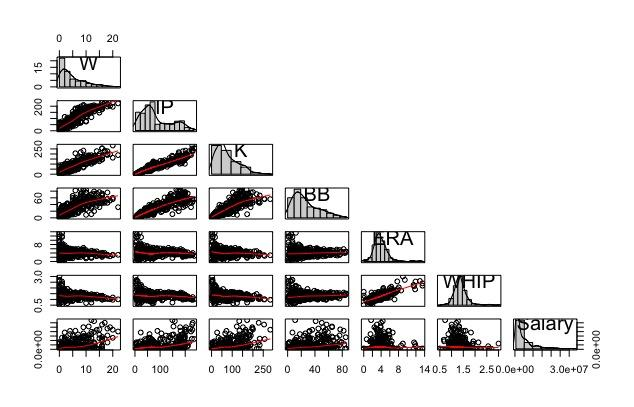 0 10 20
W
0 15
IP
0 200
K
0 250
BB
0 60
ERA
2 8
WHIP
0.5 3.0
Salary
0.0e+00
0.0e+00
0 10 20
0 100
0 100 250
0 40 80
0 4 8 14
0.5 1.5 2.5
0.0e+00 3.0e+07